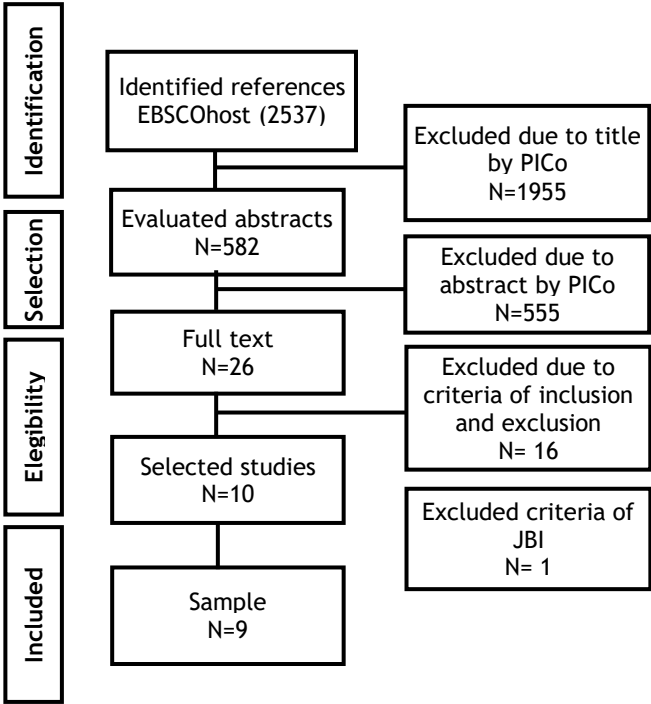 Identification
Identified references
EBSCOhost (2537)
Excluded due to title
by PICo
N=1955
Selection
Evaluated abstracts
N=582
Excluded due to
abstract by PICo
N=555
Elegibility
Full text
N=26
Excluded due to
criteria of inclusion
and exclusion
N= 16
Selected studies
N=10
Excluded criteria of
JBI
N= 1
Included
Sample
N=9